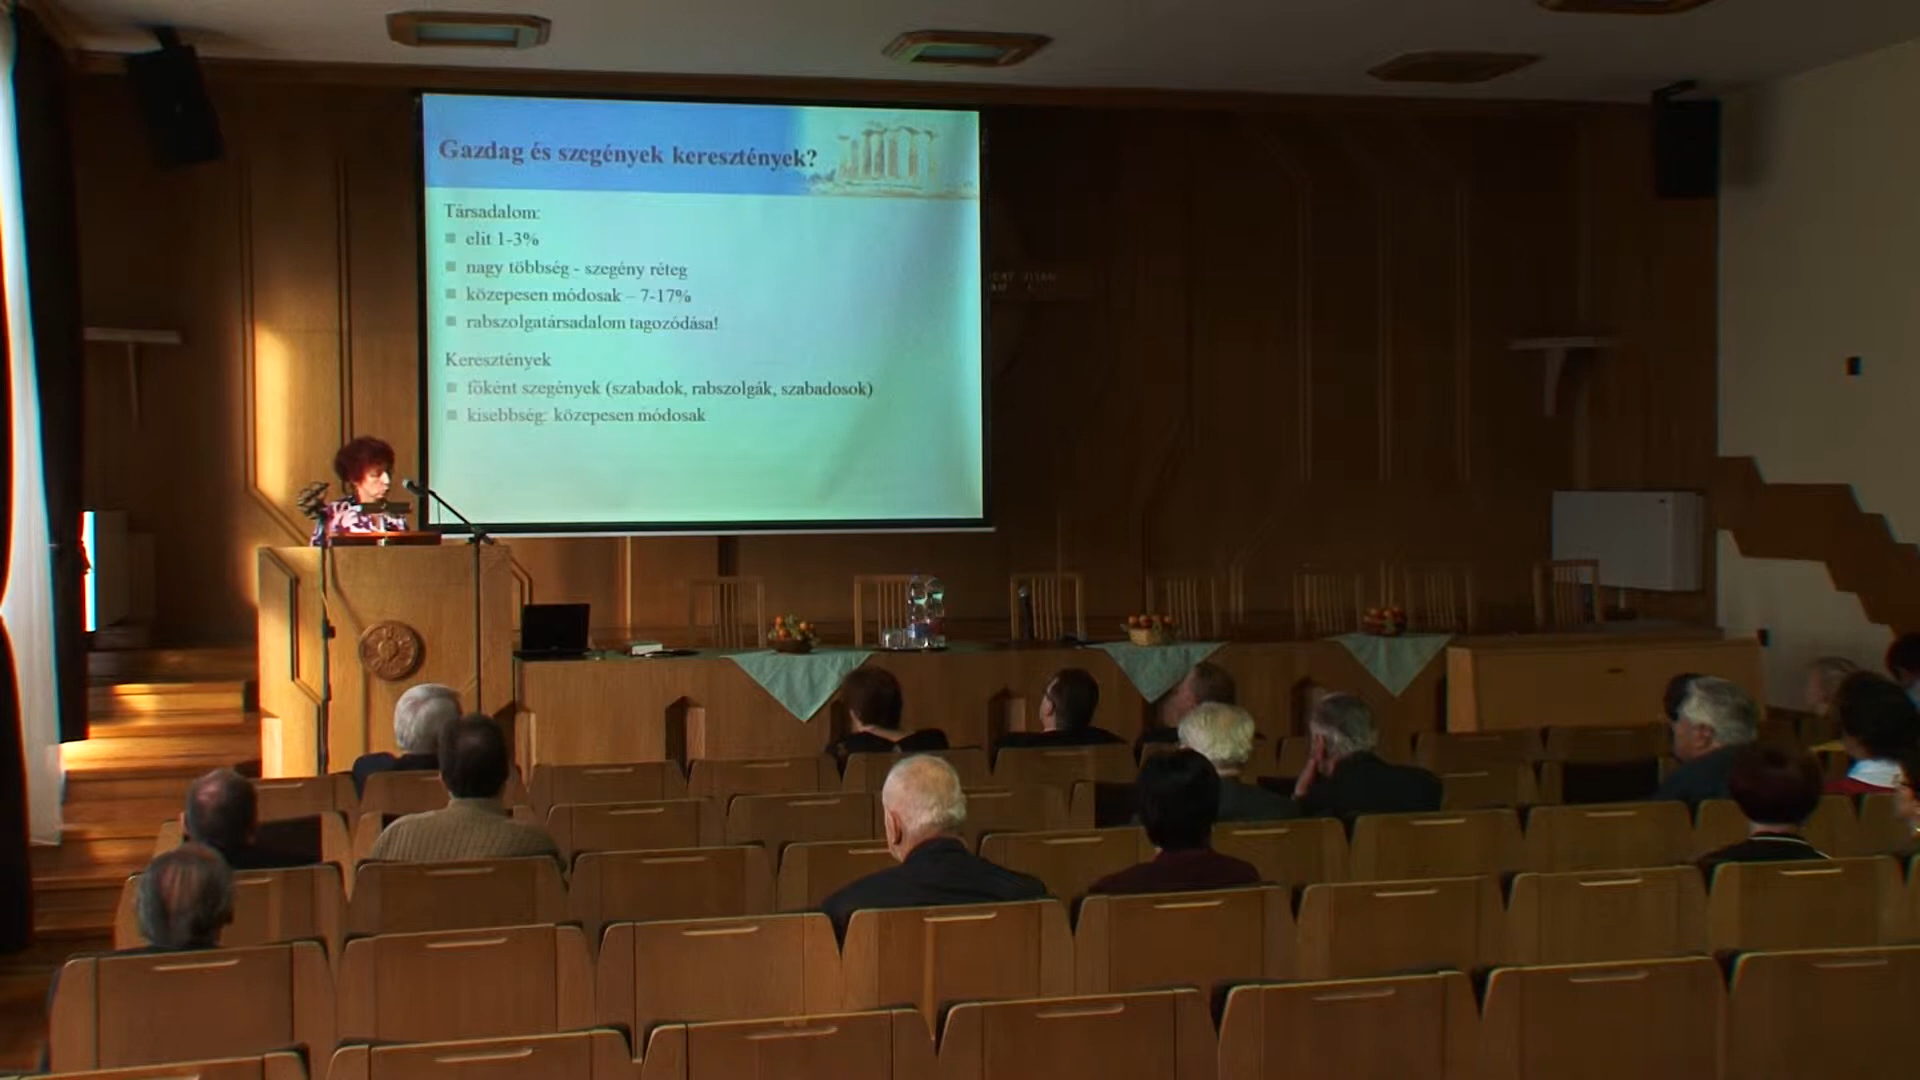 Gazdag és szegények keresztények?
Társadalom:
elit 1-3%
nagy többség - szegény réteg
közepesen módosak – 7-17%
rabszolgatársadalom tagozódása!
Keresztények
főként szegények (szabadok, rabszolgák, szabadosok)
kisebbség: közepesen módosak